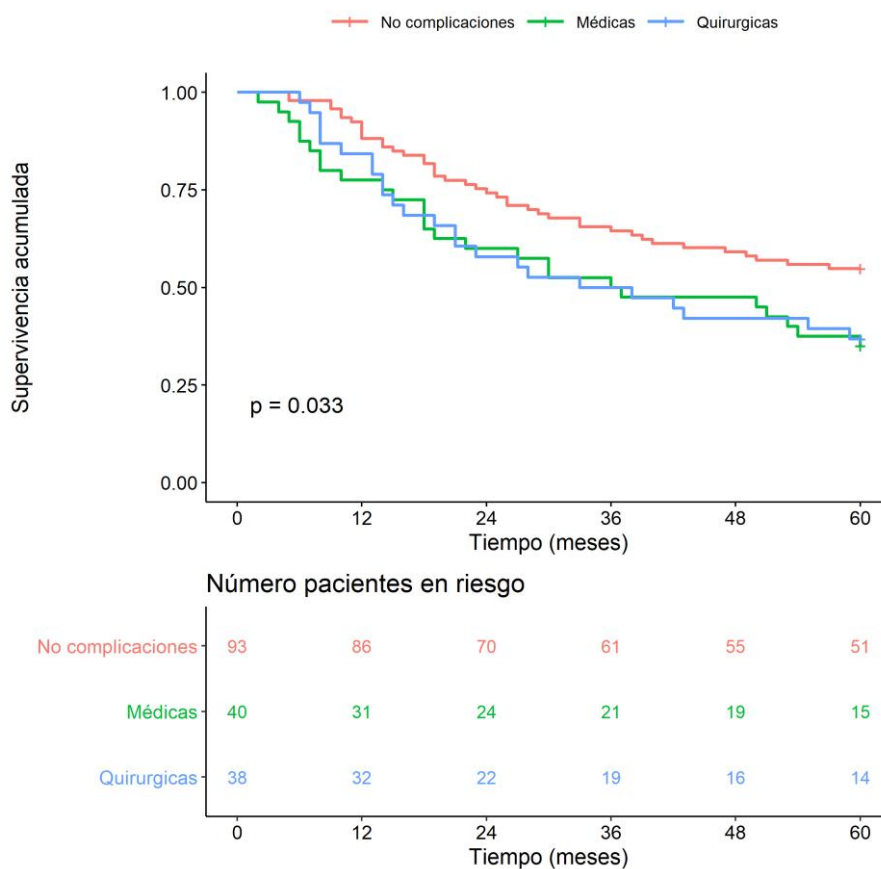 No complicaciones Médicas Quirurgicas
Supervivencia acumulada
1.00
0.75
0.50
0.25
0.00
p = 0.033
0 12 24 36 48 60
Tiempo (meses)
Número pacientes en riesgo
No complicaciones 93 86 70 61 55 51
Médicas 40 31 24 21 19 15
Quirurgicas 38 32 22 19 16 14
0 12 24 36 48 60
Tiempo (meses)